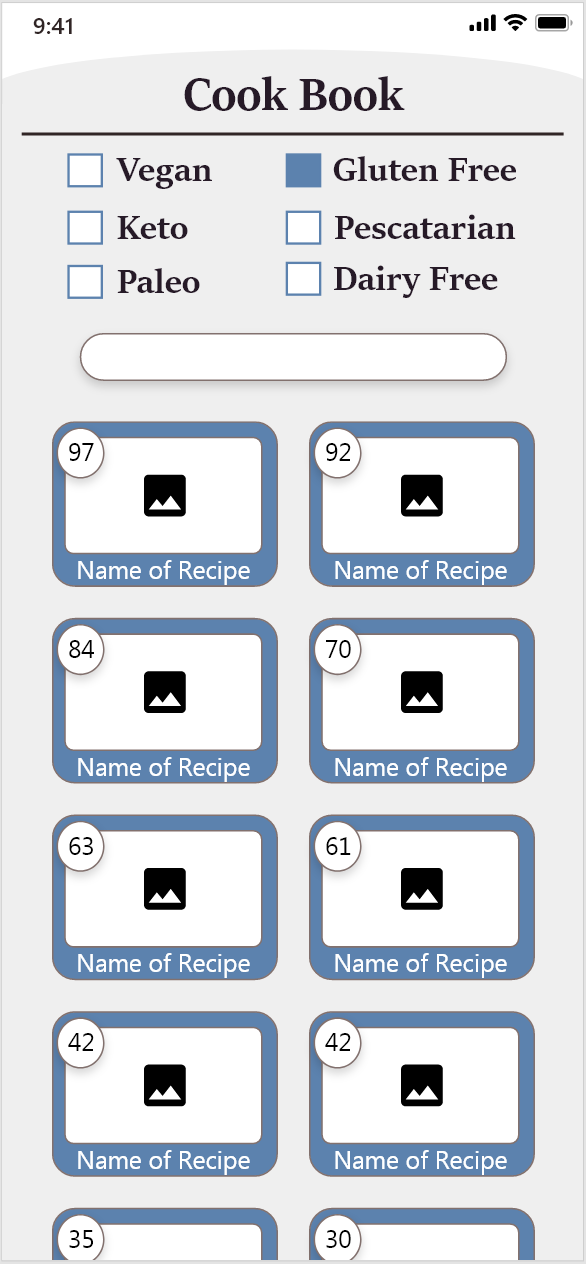 9:41
Cook Book
Vegan
Gluten Free
Keto
Pescatarian
Paleo
Dairy Free
97
92
Name of Recipe
Name of Recipe
84
70
Name of Recipe
Name of Recipe
63
61
Name of Recipe
Name of Recipe
42
42
Name of Recipe
Name of Recipe
35
30